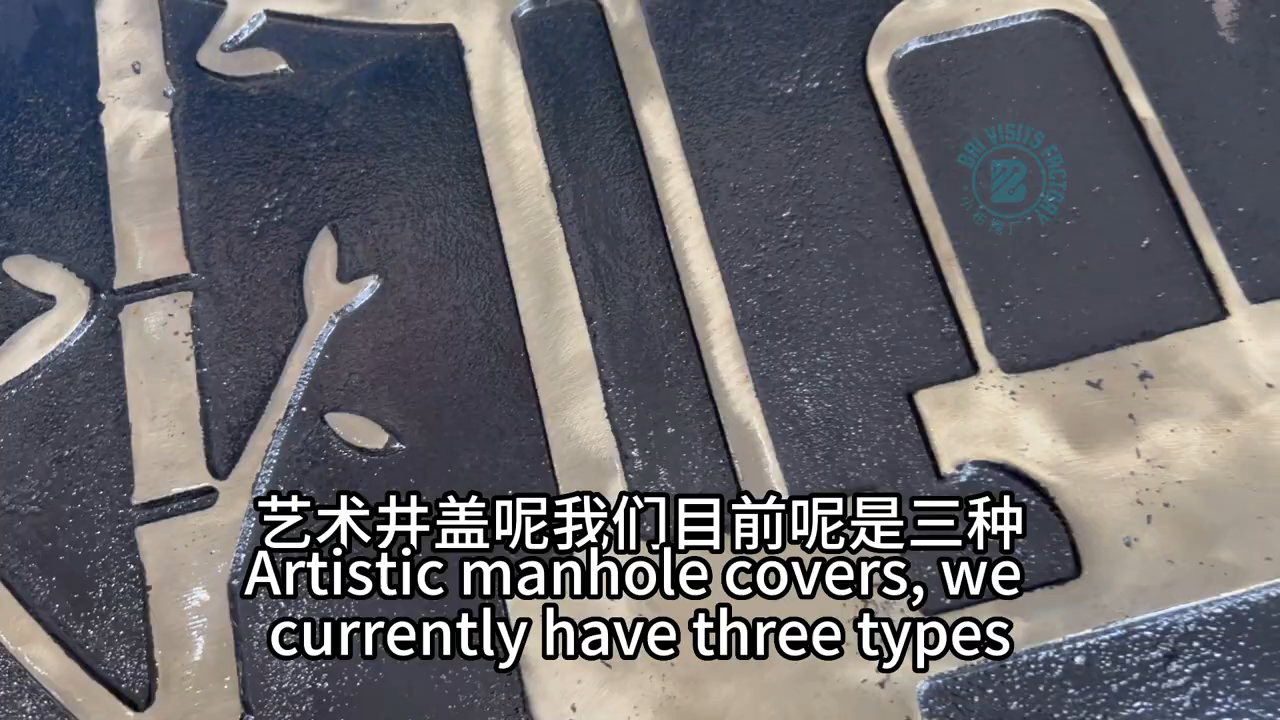 BRI VISITS FACTORY
艺术井盖呢我们目前呢是三种
Artistic manhole covers, we
currently have three types